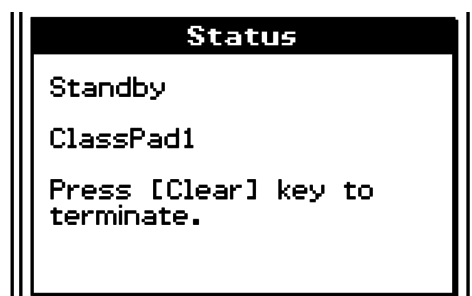 Status
Standby
ClassPad1
Press [Clear] key to
terminate.